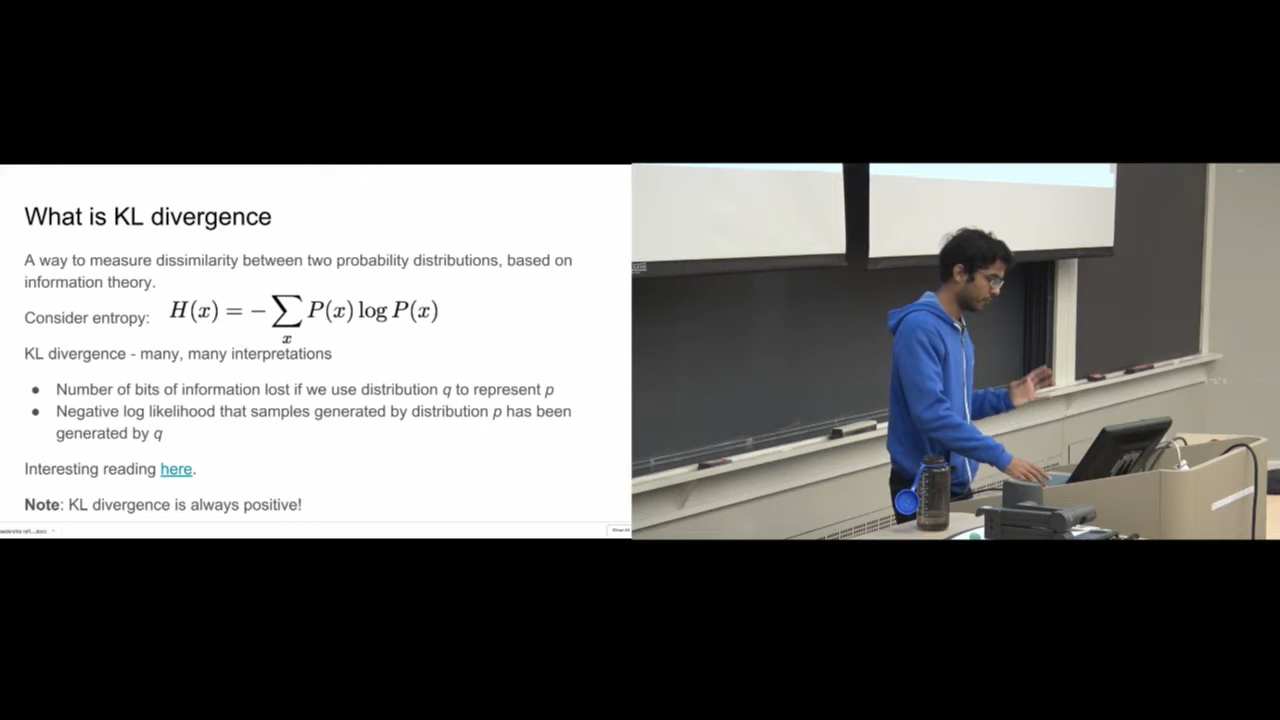 What is KL divergence
A way to measure dissimilarity between two probability distributions, based on
information theory.
Consider entropy: H(x) = − ∑ₓ P(x) log P(x)
KL divergence - many, many interpretations
● Number of bits of information lost if we use distribution q to represent p
● Negative log likelihood that samples generated by distribution p has been
generated by q
Interesting reading here.
Note: KL divergence is always positive!